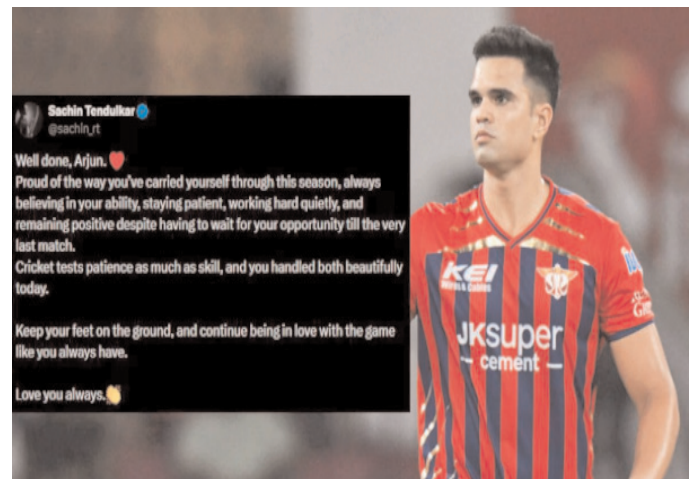 Sachin Tendulkar
@sachin_rt
Well done, Arjun. ❤️
Proud of the way you've carried yourself through this season, always
believing in your ability, staying patient, working hard quietly, and
remaining positive despite having to wait for your opportunity till the very
last match.
Cricket tests patience as much as skill, and you handled both beautifully
today.
Keep your feet on the ground, and continue being in love with the game
like you always have.
Love you always. 👏
KEI
Wires & Cables
JKsuper
cement